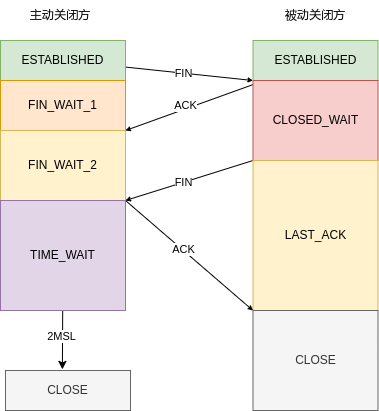 主动关闭方
被动关闭方
ESTABLISHED
ESTABLISHED
FIN
FIN_WAIT_1
ACK
CLOSED_WAIT
FIN_WAIT_2
FIN
TIME_WAIT
ACK
LAST_ACK
2MSL
CLOSE
CLOSE